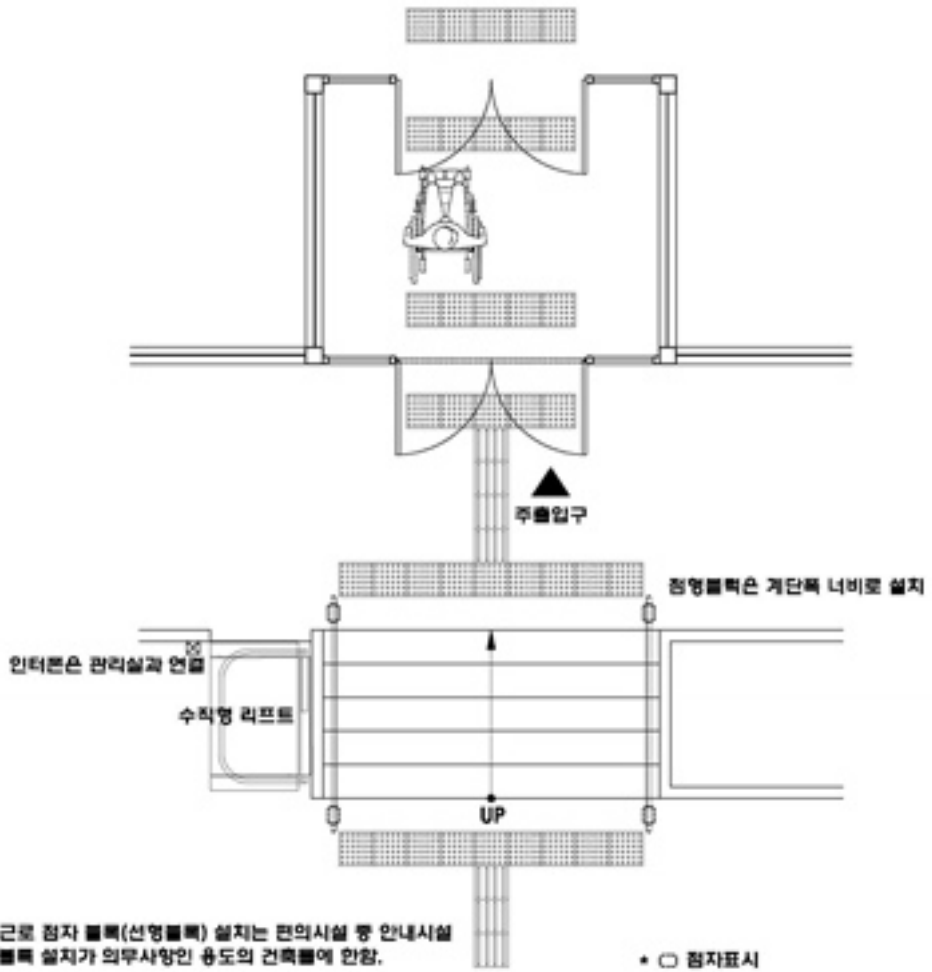 주출입구
점형블럭은 계단폭 너비로 설치
인터폰은 관리실과 연결
수직형 리프트
UP
근로 점자 블록(선형블록) 설치는 편의시설 중 안내시설
블록 설치가 의무사항인 용도의 건축물에 한함.
* 점자표시